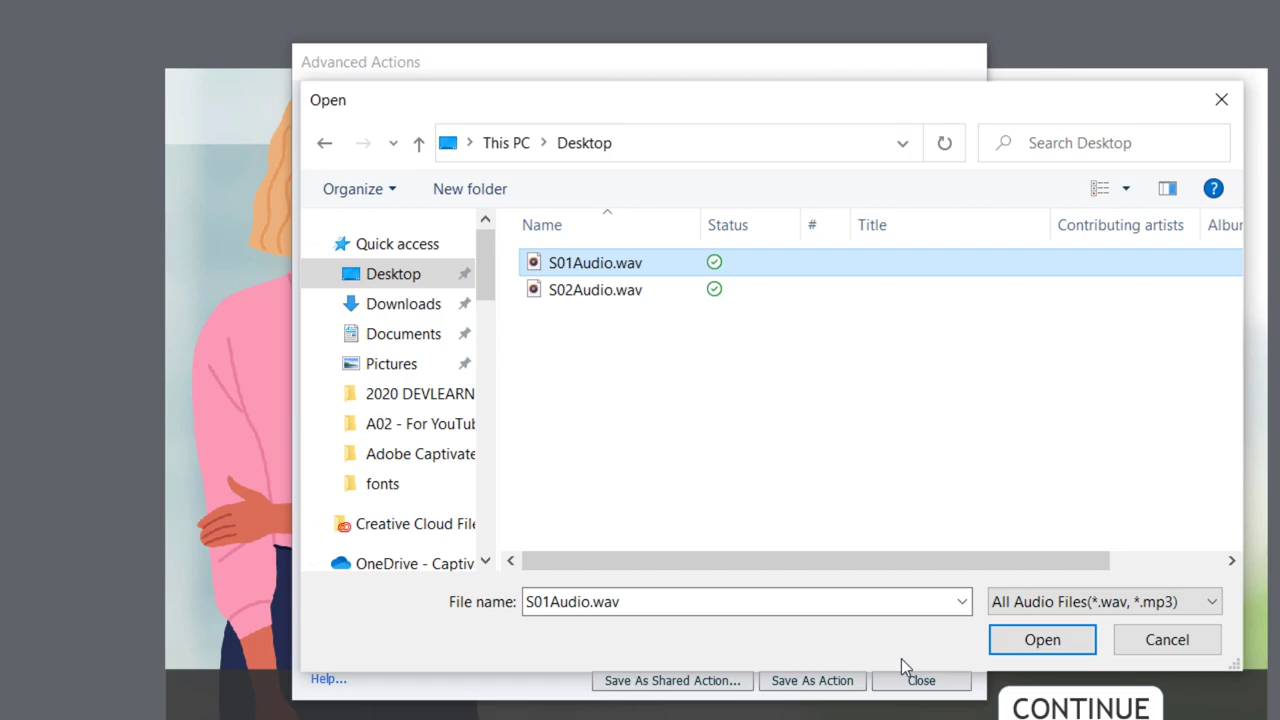 Advanced Actions
Open
This PC
Desktop
Search Desktop
Organize
New folder
Name
Status
#
Title
Contributing artists
Albur
Quick access
Desktop
Downloads
Documents
Pictures
2020 DEVLEARN
A02 - For YouTub
Adobe Captivate
fonts
Creative Cloud File
OneDrive - Captiv
S01Audio.wav
S02Audio.wav
File name:
S01Audio.wav
All Audio Files(*.wav, *.mp3)
Open
Cancel
Help...
Save As Shared Action...
Save As Action
Close
CONTINUE